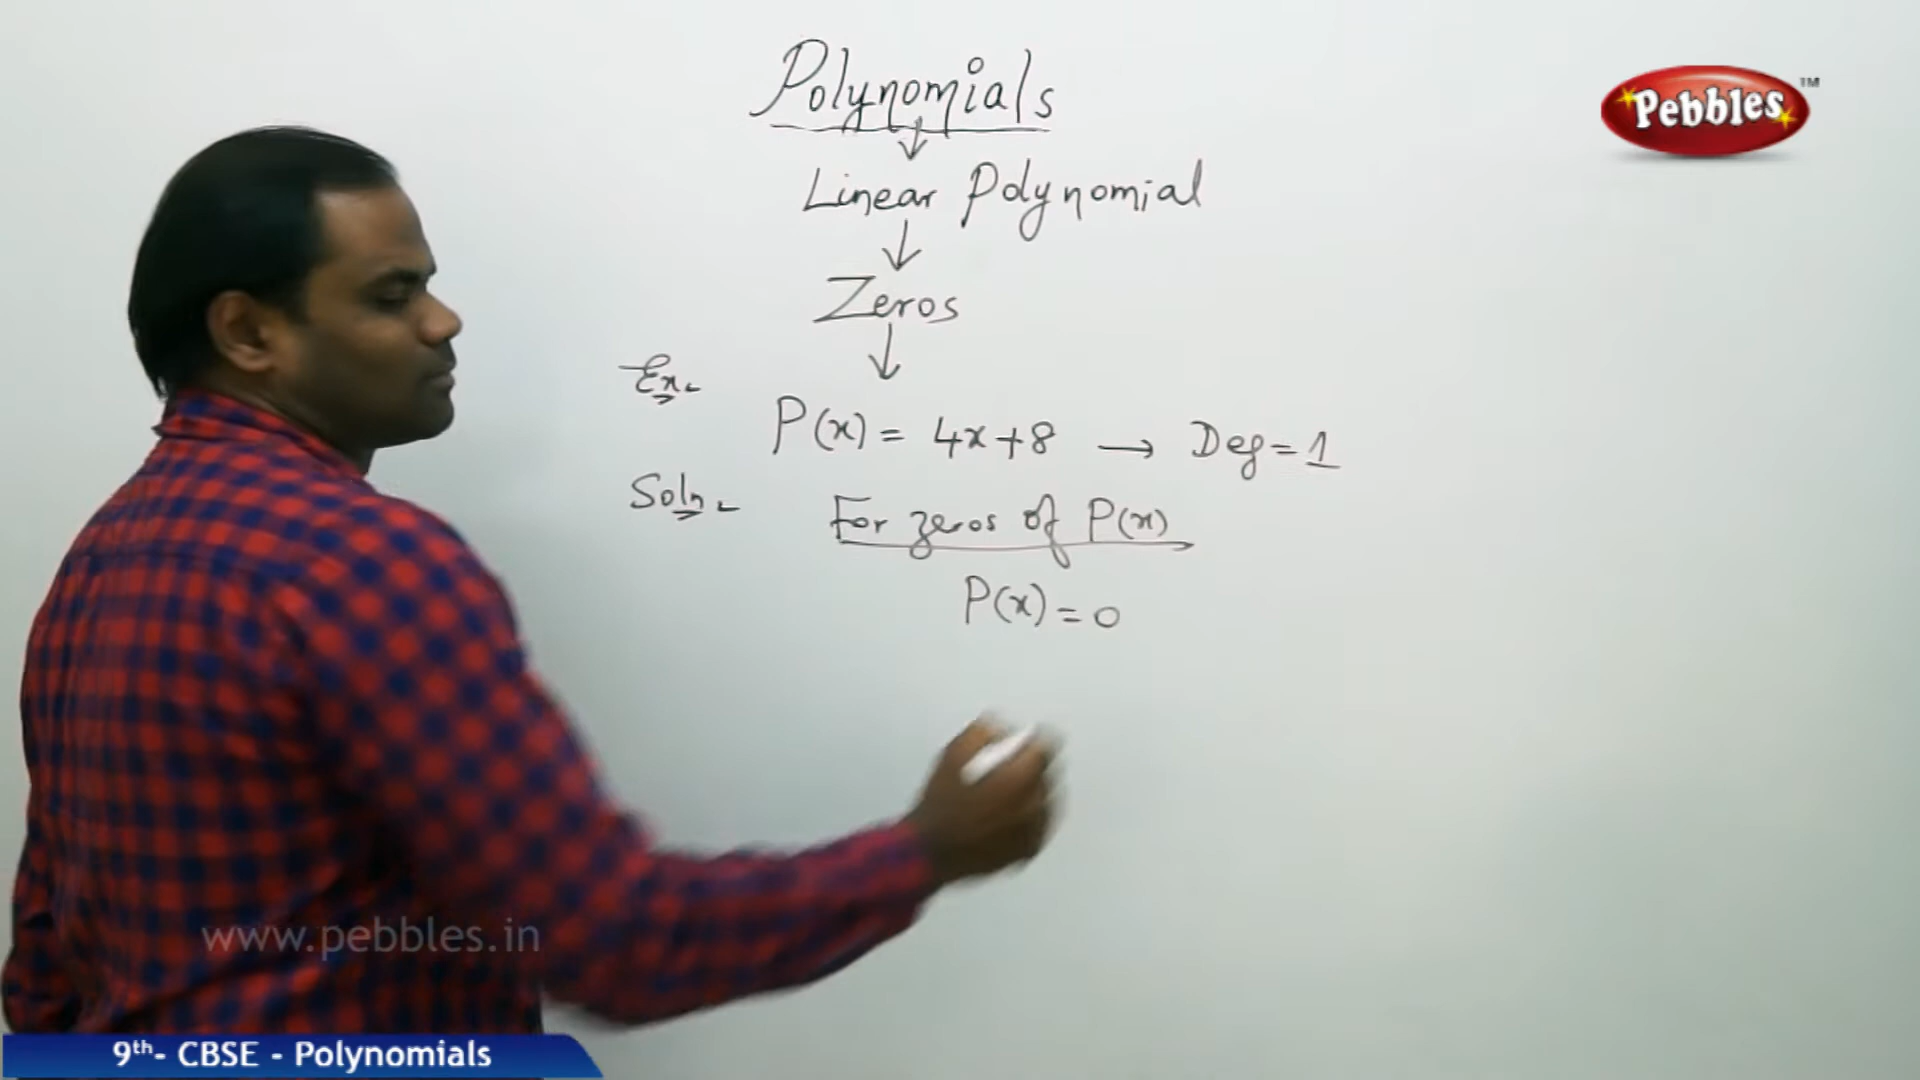 Polynomials
↓
Linear Polynomial
↓
Zeros
↓
Ex-
P(x) = 4x+8 → Deg = 1
Soln-
For zeros of P(x)
P(x) = 0
Pebbles™
www.pebbles.in
9th- CBSE - Polynomials